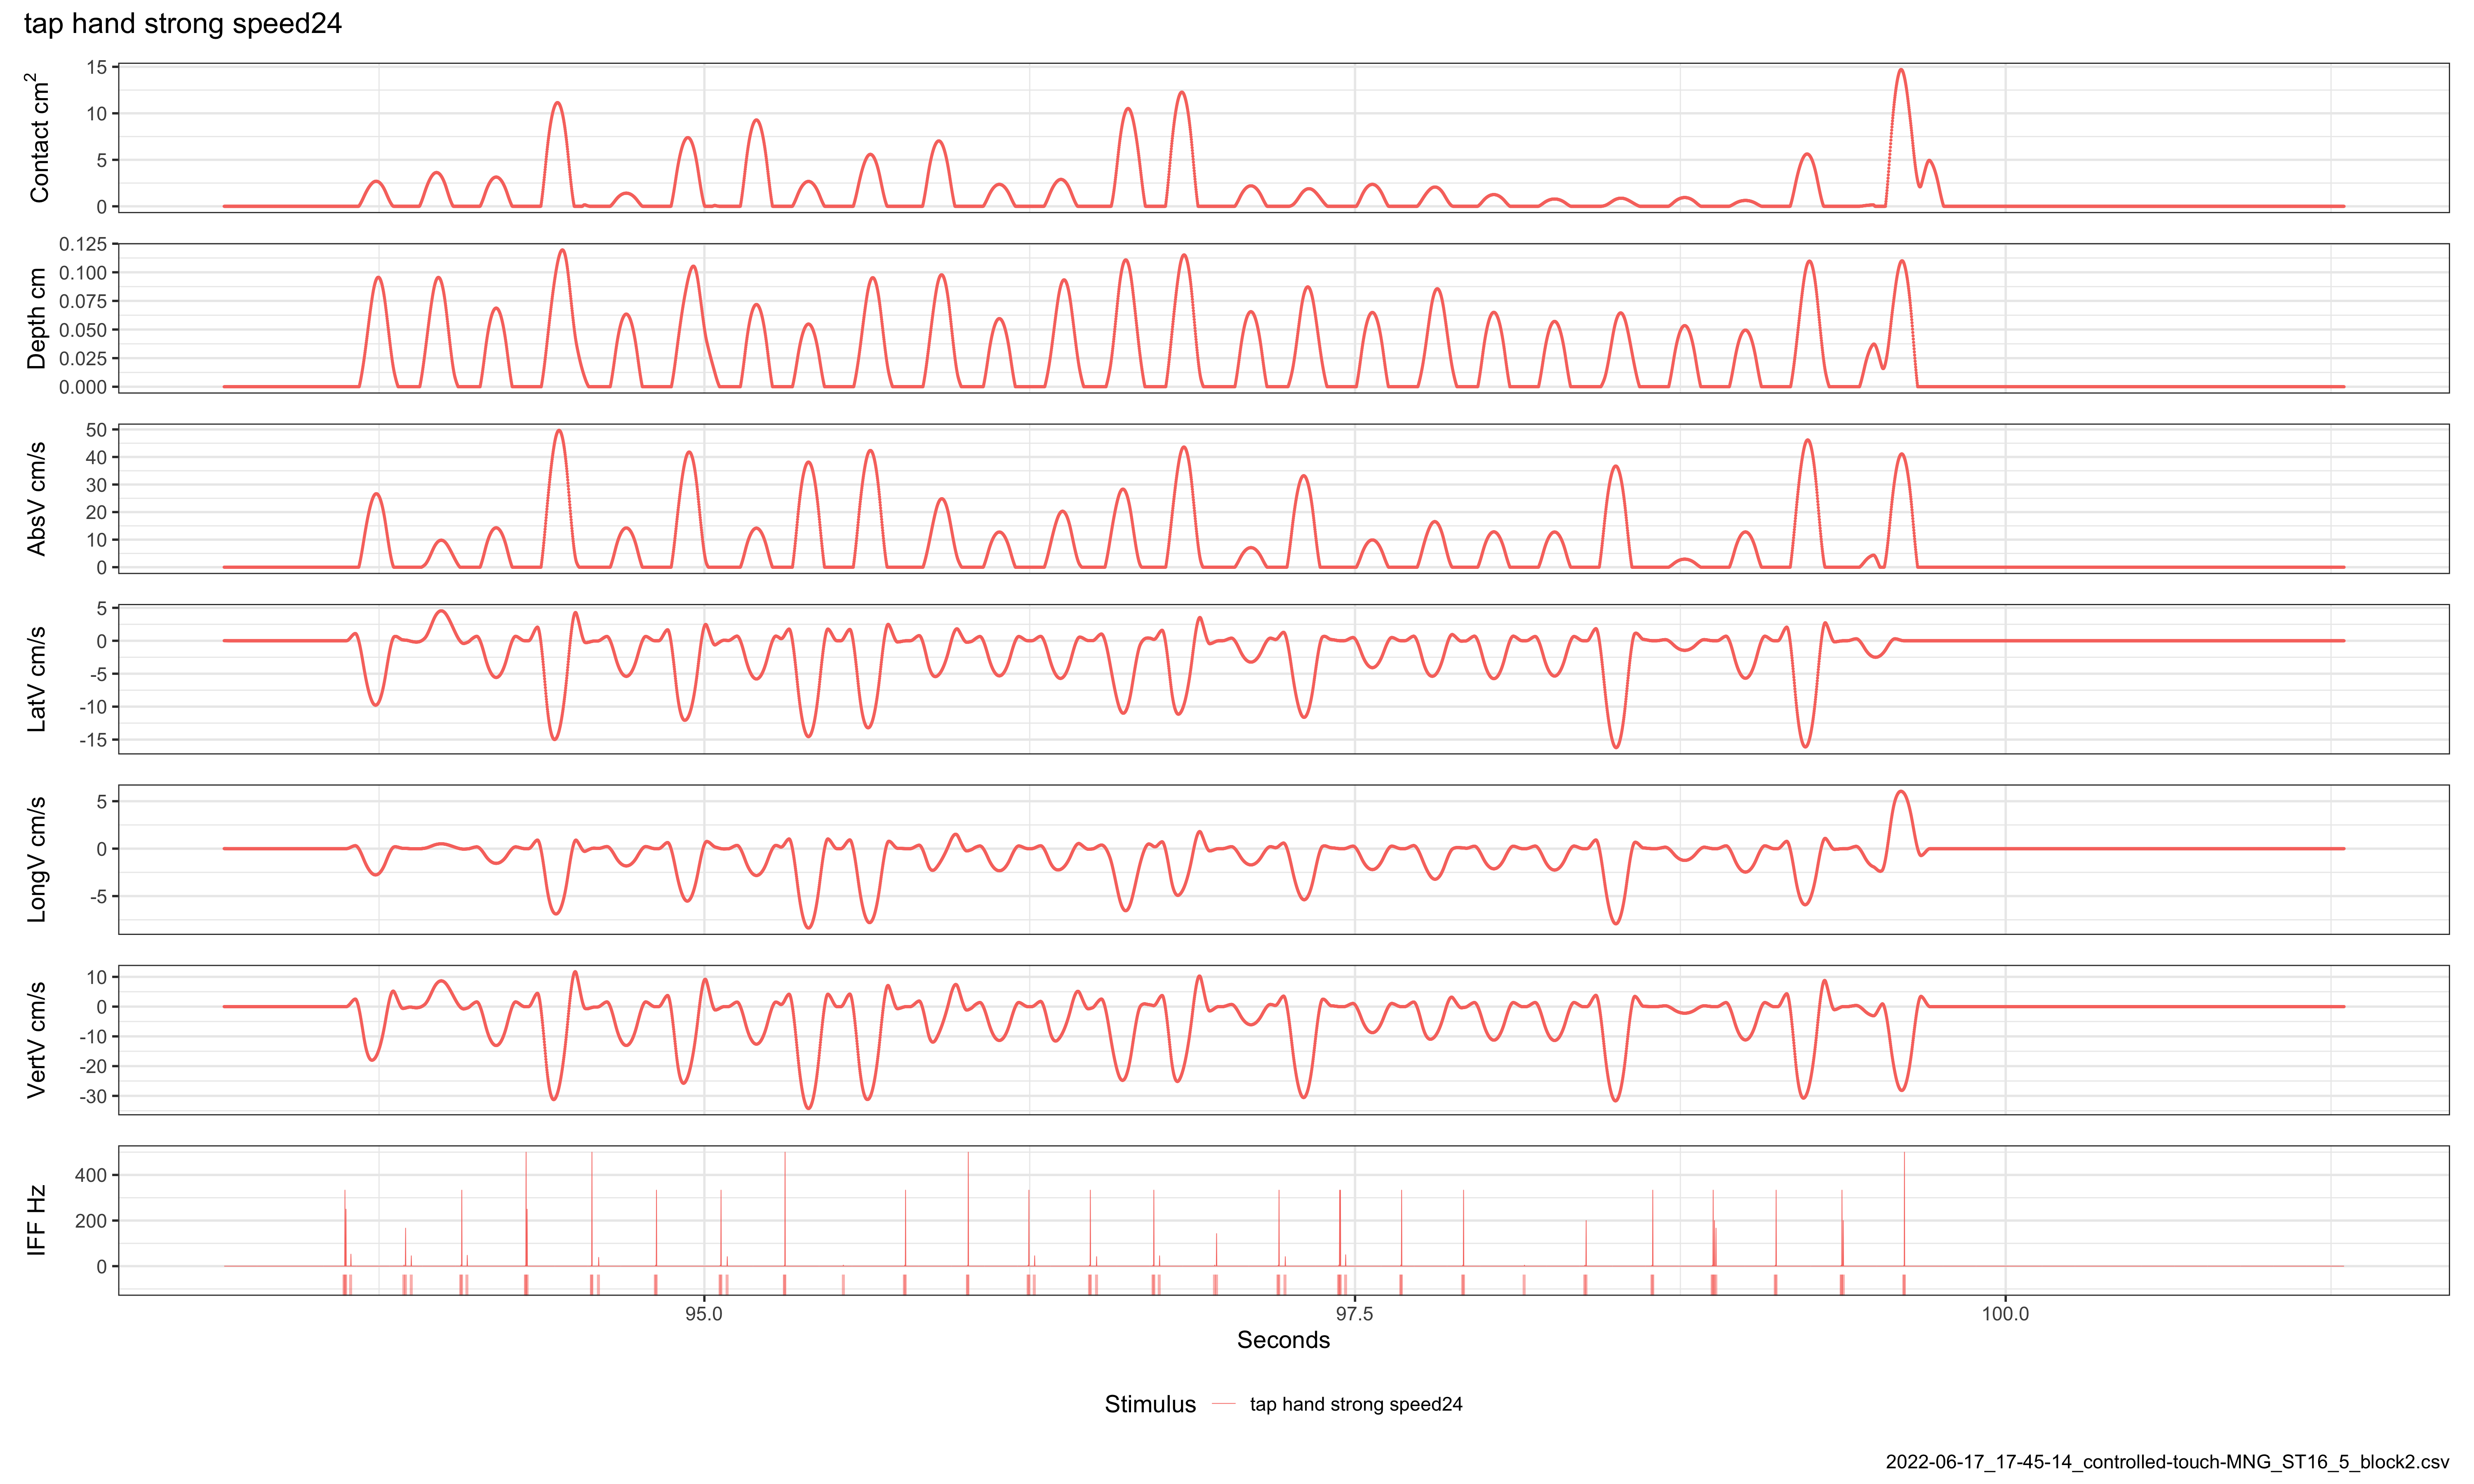 tap hand strong speed24
Contact cm²
15
10
5
0
Depth cm
0.125
0.100
0.075
0.050
0.025
0.000
AbsV cm/s
50
40
30
20
10
0
LatV cm/s
5
0
-5
-10
-15
LongV cm/s
5
0
-5
VertV cm/s
10
0
-10
-20
-30
IFF Hz
400
200
0
95.0 97.5 100.0
Seconds
Stimulus tap hand strong speed24
2022-06-17_17-45-14_controlled-touch-MNG_ST16_5_block2.csv